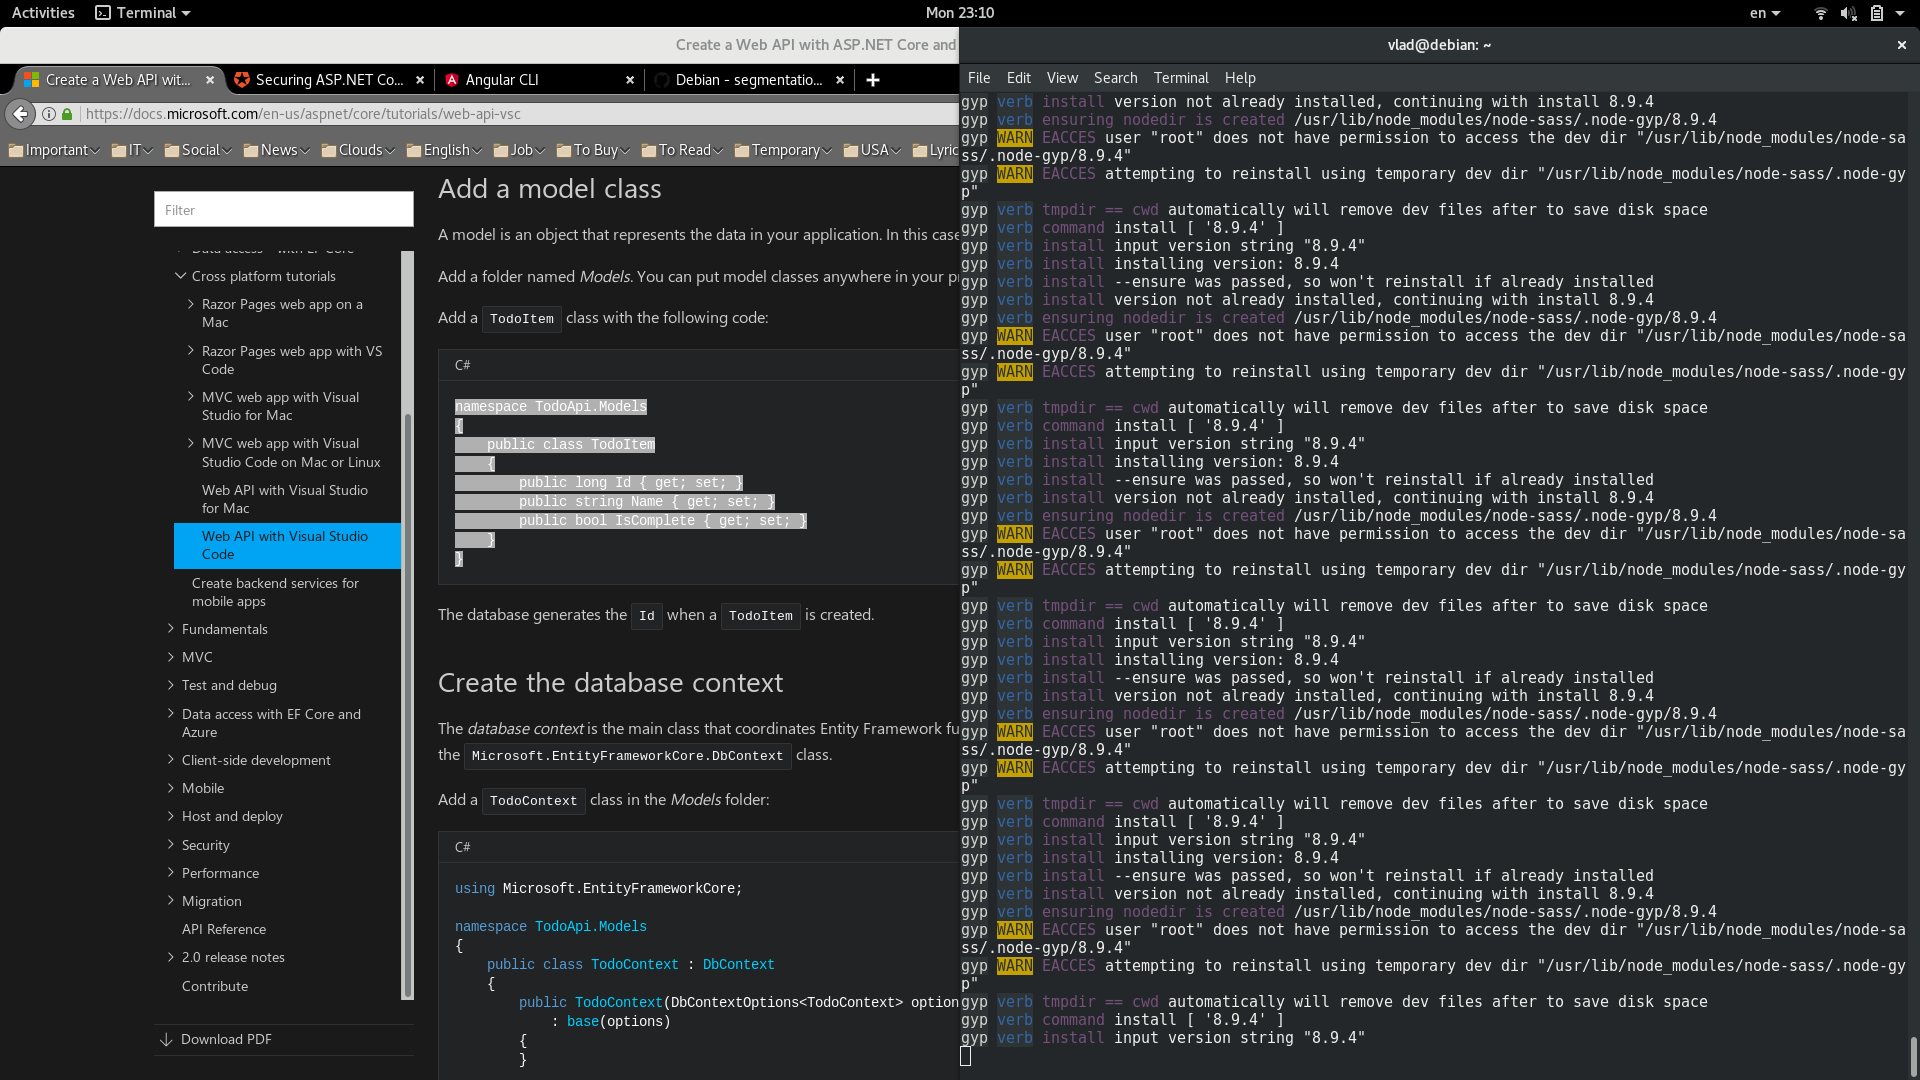 Activities Terminal Mon 23:10 en
Create a Web API with ASP.NET Core and
Create a Web API wit... Securing ASP.NET Co... Angular CLI Debian - segmentatio...
https://docs.microsoft.com/en-us/aspnet/core/tutorials/web-api-vsc
Important IT Social News Clouds English Job To Buy To Read Temporary USA Lyric
Filter
Data access - with EF Core
Cross platform tutorials
Razor Pages web app on a
Mac
Razor Pages web app with VS
Code
MVC web app with Visual
Studio for Mac
MVC web app with Visual
Studio Code on Mac or Linux
Web API with Visual Studio
for Mac
Web API with Visual Studio
Code
Create backend services for
mobile apps
Fundamentals
MVC
Test and debug
Data access with EF Core and
Azure
Client-side development
Mobile
Host and deploy
Security
Performance
Migration
API Reference
2.0 release notes
Contribute
Download PDF
Add a model class
A model is an object that represents the data in your application. In this case
Add a folder named Models. You can put model classes anywhere in your p
Add a TodoItem class with the following code:
C#
namespace TodoApi.Models
{
    public class TodoItem
    {
        public long Id { get; set; }
        public string Name { get; set; }
        public bool IsComplete { get; set; }
    }
}
The database generates the Id when a TodoItem is created.
Create the database context
The database context is the main class that coordinates Entity Framework fu
the Microsoft.EntityFrameworkCore.DbContext class.
Add a TodoContext class in the Models folder:
C#
using Microsoft.EntityFrameworkCore;
namespace TodoApi.Models
{
    public class TodoContext : DbContext
    {
        public TodoContext(DbContextOptions<TodoContext> option
            : base(options)
        {
        }
vlad@debian: ~
File Edit View Search Terminal Help
gyp verb install version not already installed, continuing with install 8.9.4
gyp verb ensuring nodedir is created /usr/lib/node_modules/node-sass/.node-gyp/8.9.4
gyp WARN EACCES user "root" does not have permission to access the dev dir "/usr/lib/node_modules/node-sa
ss/.node-gyp/8.9.4"
gyp WARN EACCES attempting to reinstall using temporary dev dir "/usr/lib/node_modules/node-sass/.node-gy
p"
gyp verb tmpdir == cwd automatically will remove dev files after to save disk space
gyp verb command install [ '8.9.4' ]
gyp verb install input version string "8.9.4"
gyp verb install installing version: 8.9.4
gyp verb install --ensure was passed, so won't reinstall if already installed
gyp verb install version not already installed, continuing with install 8.9.4
gyp verb ensuring nodedir is created /usr/lib/node_modules/node-sass/.node-gyp/8.9.4
gyp WARN EACCES user "root" does not have permission to access the dev dir "/usr/lib/node_modules/node-sa
ss/.node-gyp/8.9.4"
gyp WARN EACCES attempting to reinstall using temporary dev dir "/usr/lib/node_modules/node-sass/.node-gy
p"
gyp verb tmpdir == cwd automatically will remove dev files after to save disk space
gyp verb command install [ '8.9.4' ]
gyp verb install input version string "8.9.4"
gyp verb install installing version: 8.9.4
gyp verb install --ensure was passed, so won't reinstall if already installed
gyp verb install version not already installed, continuing with install 8.9.4
gyp verb ensuring nodedir is created /usr/lib/node_modules/node-sass/.node-gyp/8.9.4
gyp WARN EACCES user "root" does not have permission to access the dev dir "/usr/lib/node_modules/node-sa
ss/.node-gyp/8.9.4"
gyp WARN EACCES attempting to reinstall using temporary dev dir "/usr/lib/node_modules/node-sass/.node-gy
p"
gyp verb tmpdir == cwd automatically will remove dev files after to save disk space
gyp verb command install [ '8.9.4' ]
gyp verb install input version string "8.9.4"
gyp verb install installing version: 8.9.4
gyp verb install --ensure was passed, so won't reinstall if already installed
gyp verb install version not already installed, continuing with install 8.9.4
gyp verb ensuring nodedir is created /usr/lib/node_modules/node-sass/.node-gyp/8.9.4
gyp WARN EACCES user "root" does not have permission to access the dev dir "/usr/lib/node_modules/node-sa
ss/.node-gyp/8.9.4"
gyp WARN EACCES attempting to reinstall using temporary dev dir "/usr/lib/node_modules/node-sass/.node-gy
p"
gyp verb tmpdir == cwd automatically will remove dev files after to save disk space
gyp verb command install [ '8.9.4' ]
gyp verb install input version string "8.9.4"
gyp verb install installing version: 8.9.4
gyp verb install --ensure was passed, so won't reinstall if already installed
gyp verb install version not already installed, continuing with install 8.9.4
gyp verb ensuring nodedir is created /usr/lib/node_modules/node-sass/.node-gyp/8.9.4
gyp WARN EACCES user "root" does not have permission to access the dev dir "/usr/lib/node_modules/node-sa
ss/.node-gyp/8.9.4"
gyp WARN EACCES attempting to reinstall using temporary dev dir "/usr/lib/node_modules/node-sass/.node-gy
p"
gyp verb tmpdir == cwd automatically will remove dev files after to save disk space
gyp verb command install [ '8.9.4' ]
gyp verb install input version string "8.9.4"